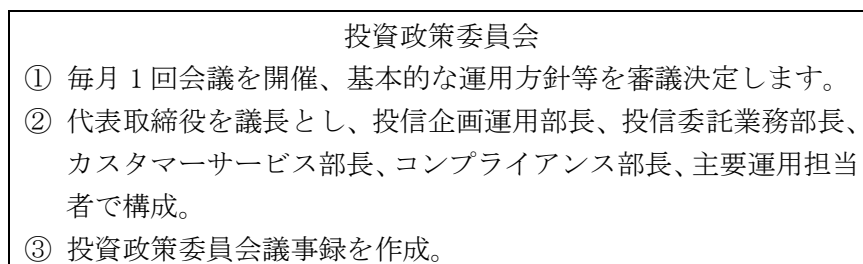 投資政策委員会
① 毎月1回会議を開催、基本的な運用方針等を審議決定します。
② 代表取締役を議長とし、投信企画運用部長、投信委託業務部長、
カスタマーサービス部長、コンプライアンス部長、主要運用担当
者で構成。
③ 投資政策委員会議事録を作成。